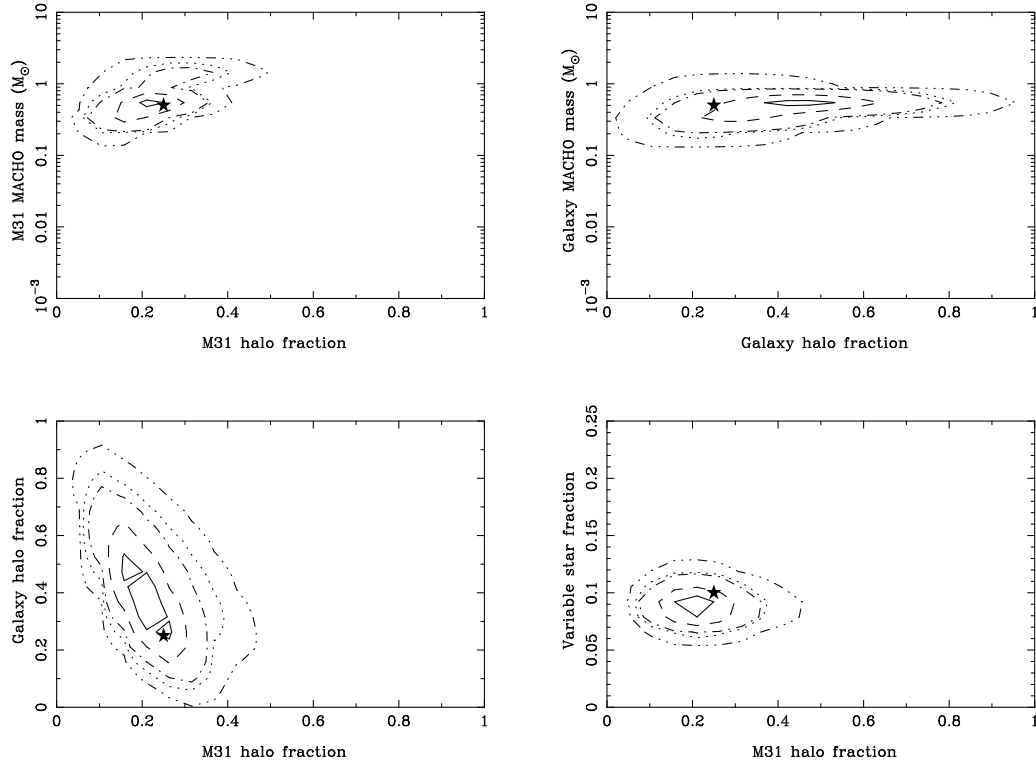 M31 MACHO mass (M⊙)
10
1
0.1
0.01
10⁻³
0 0.2 0.4 0.6 0.8 1
M31 halo fraction
Galaxy MACHO mass (M⊙)
10
1
0.1
0.01
10⁻³
0 0.2 0.4 0.6 0.8 1
Galaxy halo fraction
Galaxy halo fraction
1
0.8
0.6
0.4
0.2
0
0 0.2 0.4 0.6 0.8 1
M31 halo fraction
Variable star fraction
0.25
0.2
0.15
0.1
0.05
0
0 0.2 0.4 0.6 0.8 1
M31 halo fraction